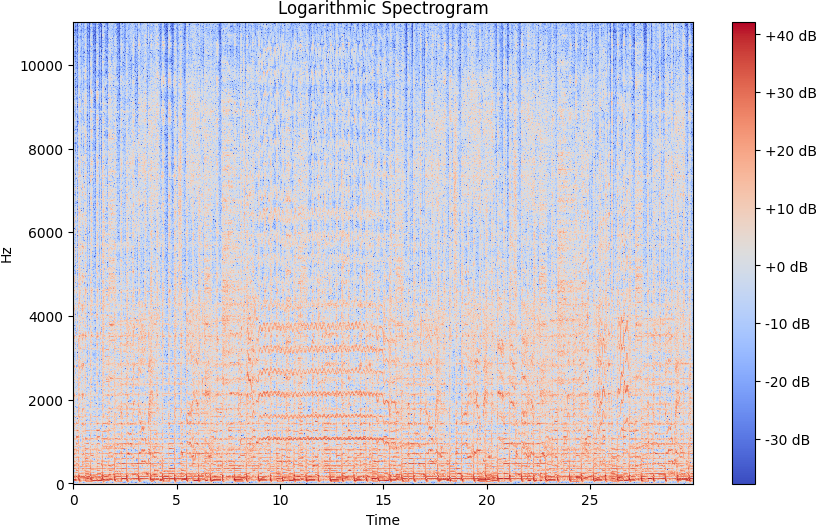 Logarithmic Spectrogram
Hz
10000
8000
6000
4000
2000
0
0 5 10 15 20 25
Time
+40 dB
+30 dB
+20 dB
+10 dB
+0 dB
-10 dB
-20 dB
-30 dB